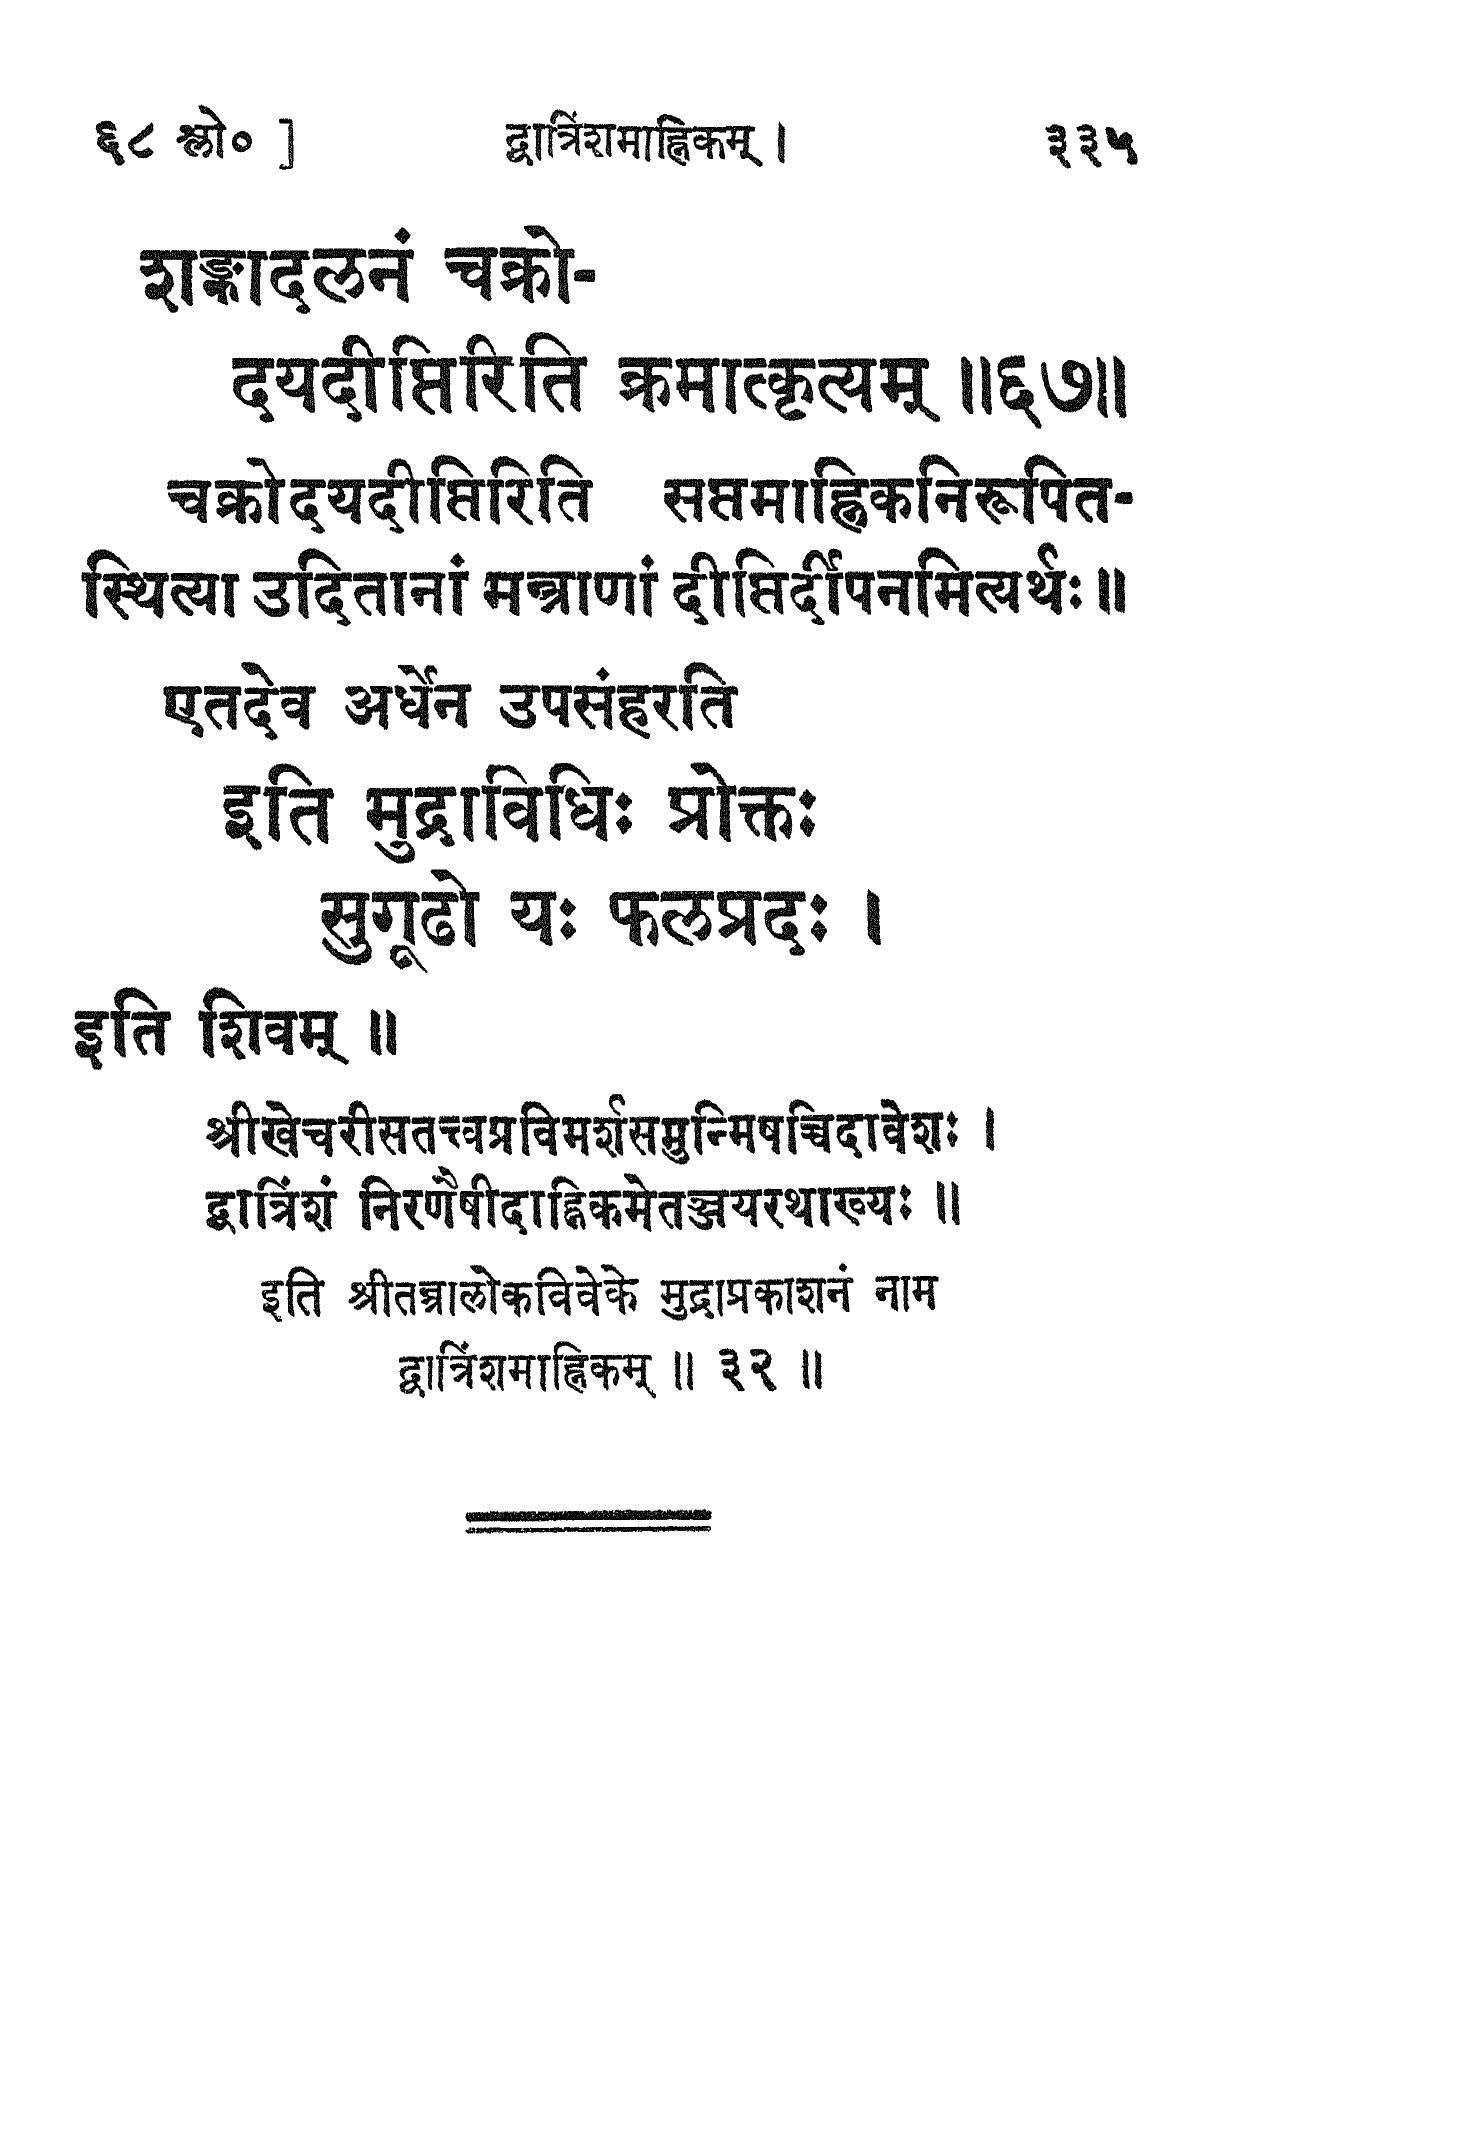 ६८ श्लो० ]
द्वात्रिंशमाह्निकम् ।
३३५
शङ्कादलनं चक्रो-
दयदीप्तिरिति क्रमात्कृत्यम् ॥६७॥
चक्रोदयदीप्तिरिति सप्तमाह्निकनिरूपित-
स्थित्या उदितानां मन्त्राणां दीप्तिर्दीपनमित्यर्थः॥
एतदेव अर्धेन उपसंहरति
इति मुद्राविधिः प्रोक्तः
सुगूढो यः फलप्रदः ।
इति शिवम् ॥
श्रीखेचरीसतत्त्वप्रविमर्शसमुन्मिषच्चिदावेशः ।
द्वात्रिंशं निरणैषीदाह्निकमेतज्जयरथाख्यः ॥
इति श्रीतन्त्रालोकविवेके मुद्राप्रकाशनं नाम
द्वात्रिंशमाह्निकम् ॥ ३२ ॥